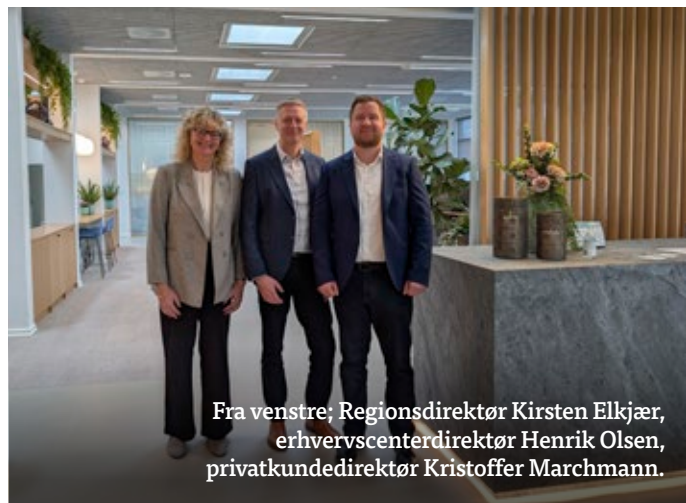 Fra venstre; Regionsdirektør Kirsten Elkjær,
erhvervscenterdirektør Henrik Olsen,
privatkundedirektør Kristoffer Marchmann.